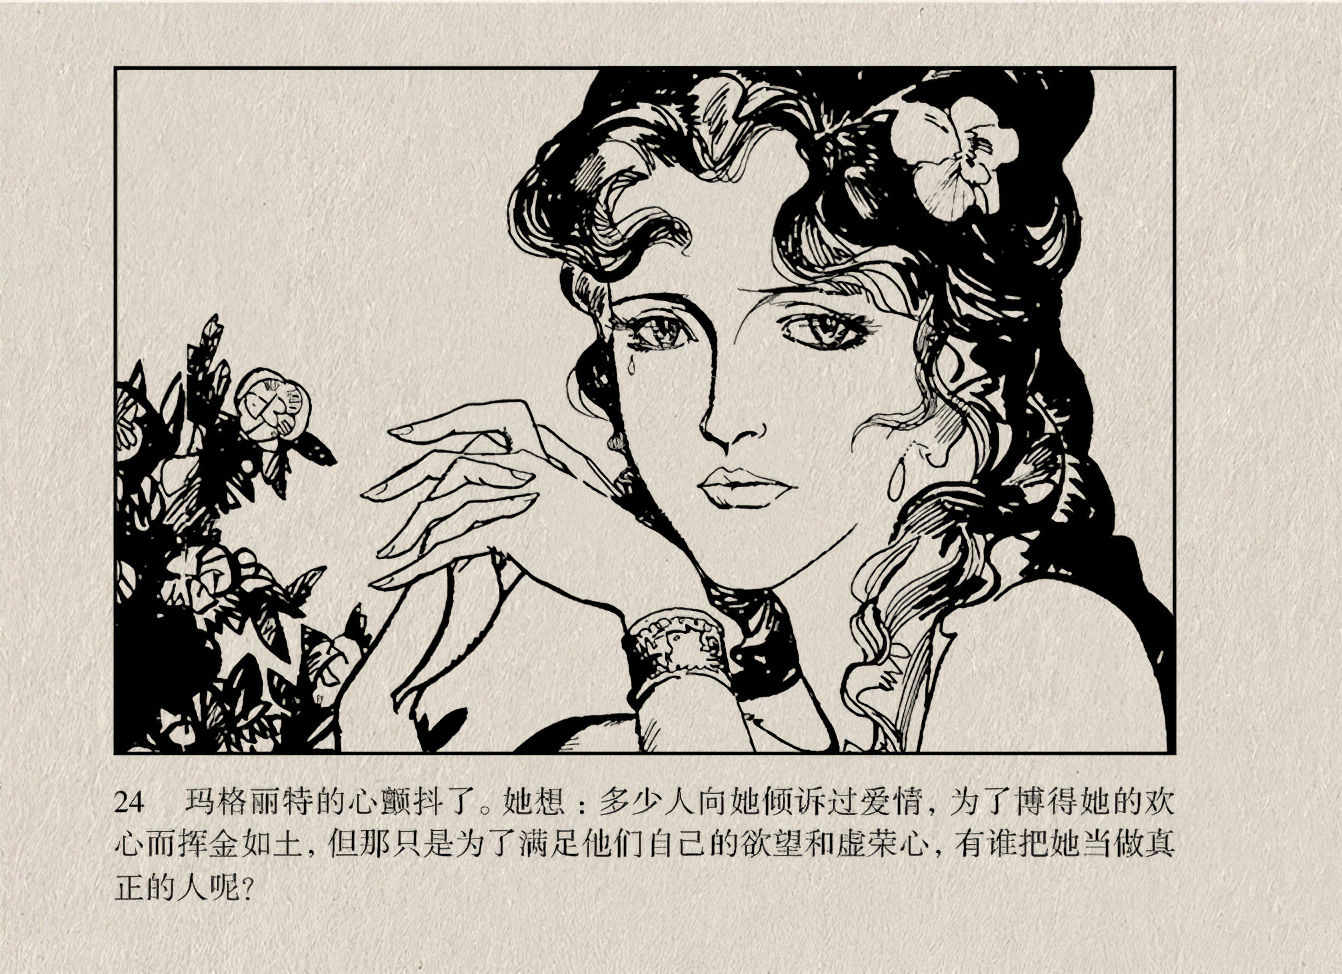 24 玛格丽特的心颤抖了。她想：多少人向她倾诉过爱情，为了博得她的欢
心而挥金如土，但那只是为了满足他们自己的欲望和虚荣心，有谁把她当做真
正的人呢？